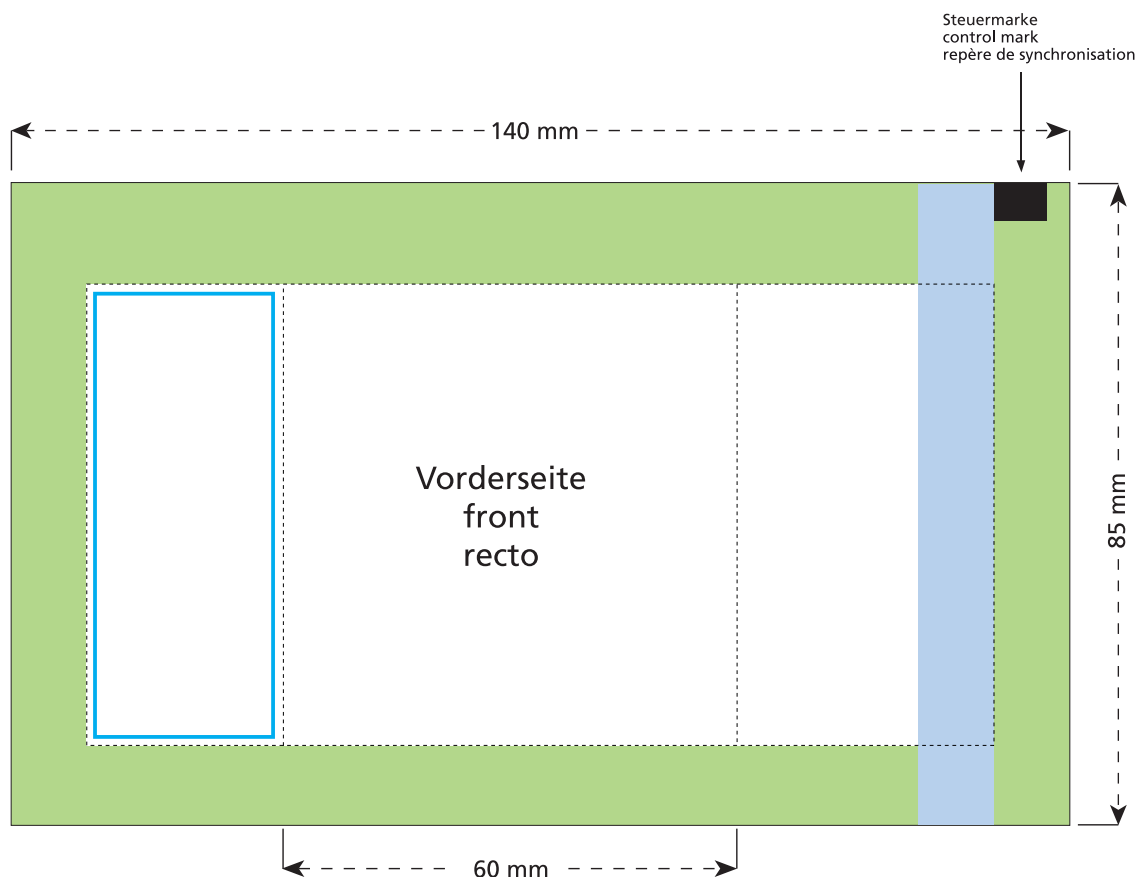 Steuermarke
control mark
repère de synchronisation
140 mm
Vorderseite
front
recto
85 mm
60 mm